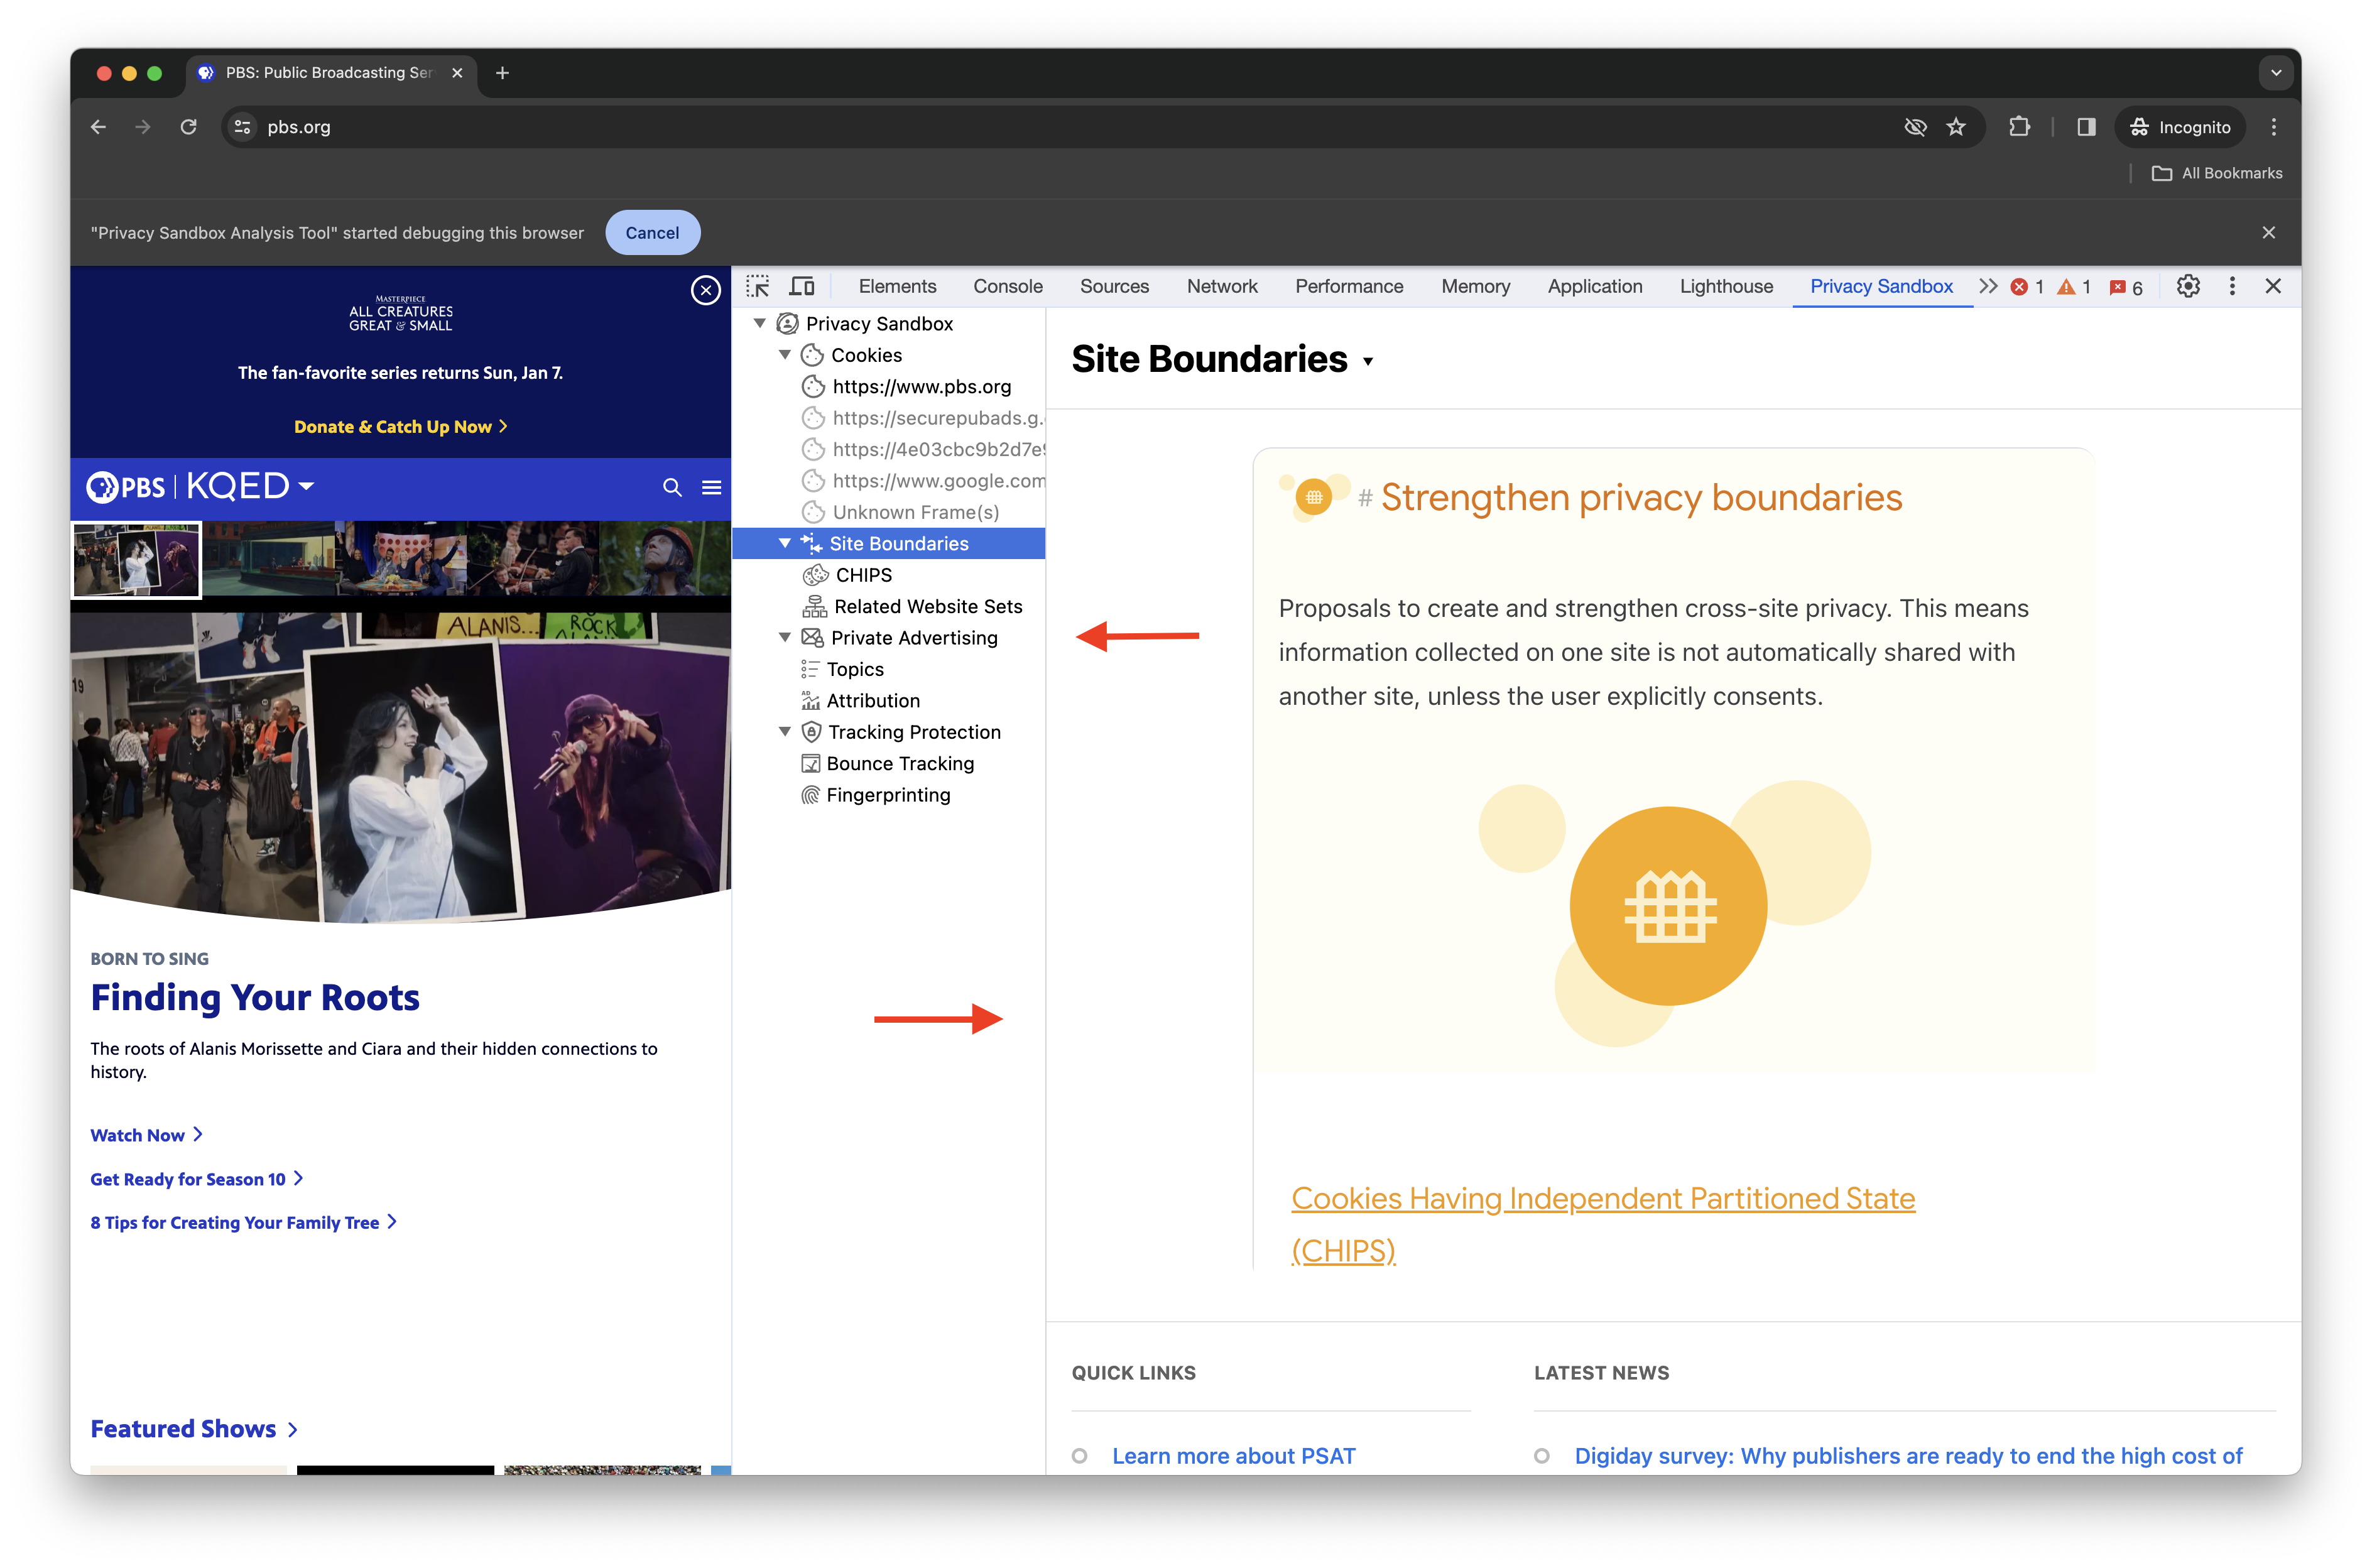 PBS: Public Broadcasting Ser
pbs.org
Incognito
All Bookmarks
"Privacy Sandbox Analysis Tool" started debugging this browser
Cancel
MASTERPIECE
ALL CREATURES
GREAT & SMALL
The fan-favorite series returns Sun, Jan 7.
Donate & Catch Up Now
PBS KQED
19
ALANIS...
ROCK
BORN TO SING
Finding Your Roots
The roots of Alanis Morissette and Ciara and their hidden connections to
history.
Watch Now
Get Ready for Season 10
8 Tips for Creating Your Family Tree
Featured Shows
Elements Console Sources Network Performance Memory Application Lighthouse Privacy Sandbox 1 1 6
Privacy Sandbox
Cookies
https://www.pbs.org
https://securepubads.g.
https://4e03cbc9b2d7e9
https://www.google.com
Unknown Frame(s)
Site Boundaries
CHIPS
Related Website Sets
Private Advertising
Topics
AD
Attribution
Tracking Protection
Bounce Tracking
Fingerprinting
Site Boundaries
# Strengthen privacy boundaries
Proposals to create and strengthen cross-site privacy. This means
information collected on one site is not automatically shared with
another site, unless the user explicitly consents.
Cookies Having Independent Partitioned State
(CHIPS)
QUICK LINKS
Learn more about PSAT
LATEST NEWS
Digiday survey: Why publishers are ready to end the high cost of